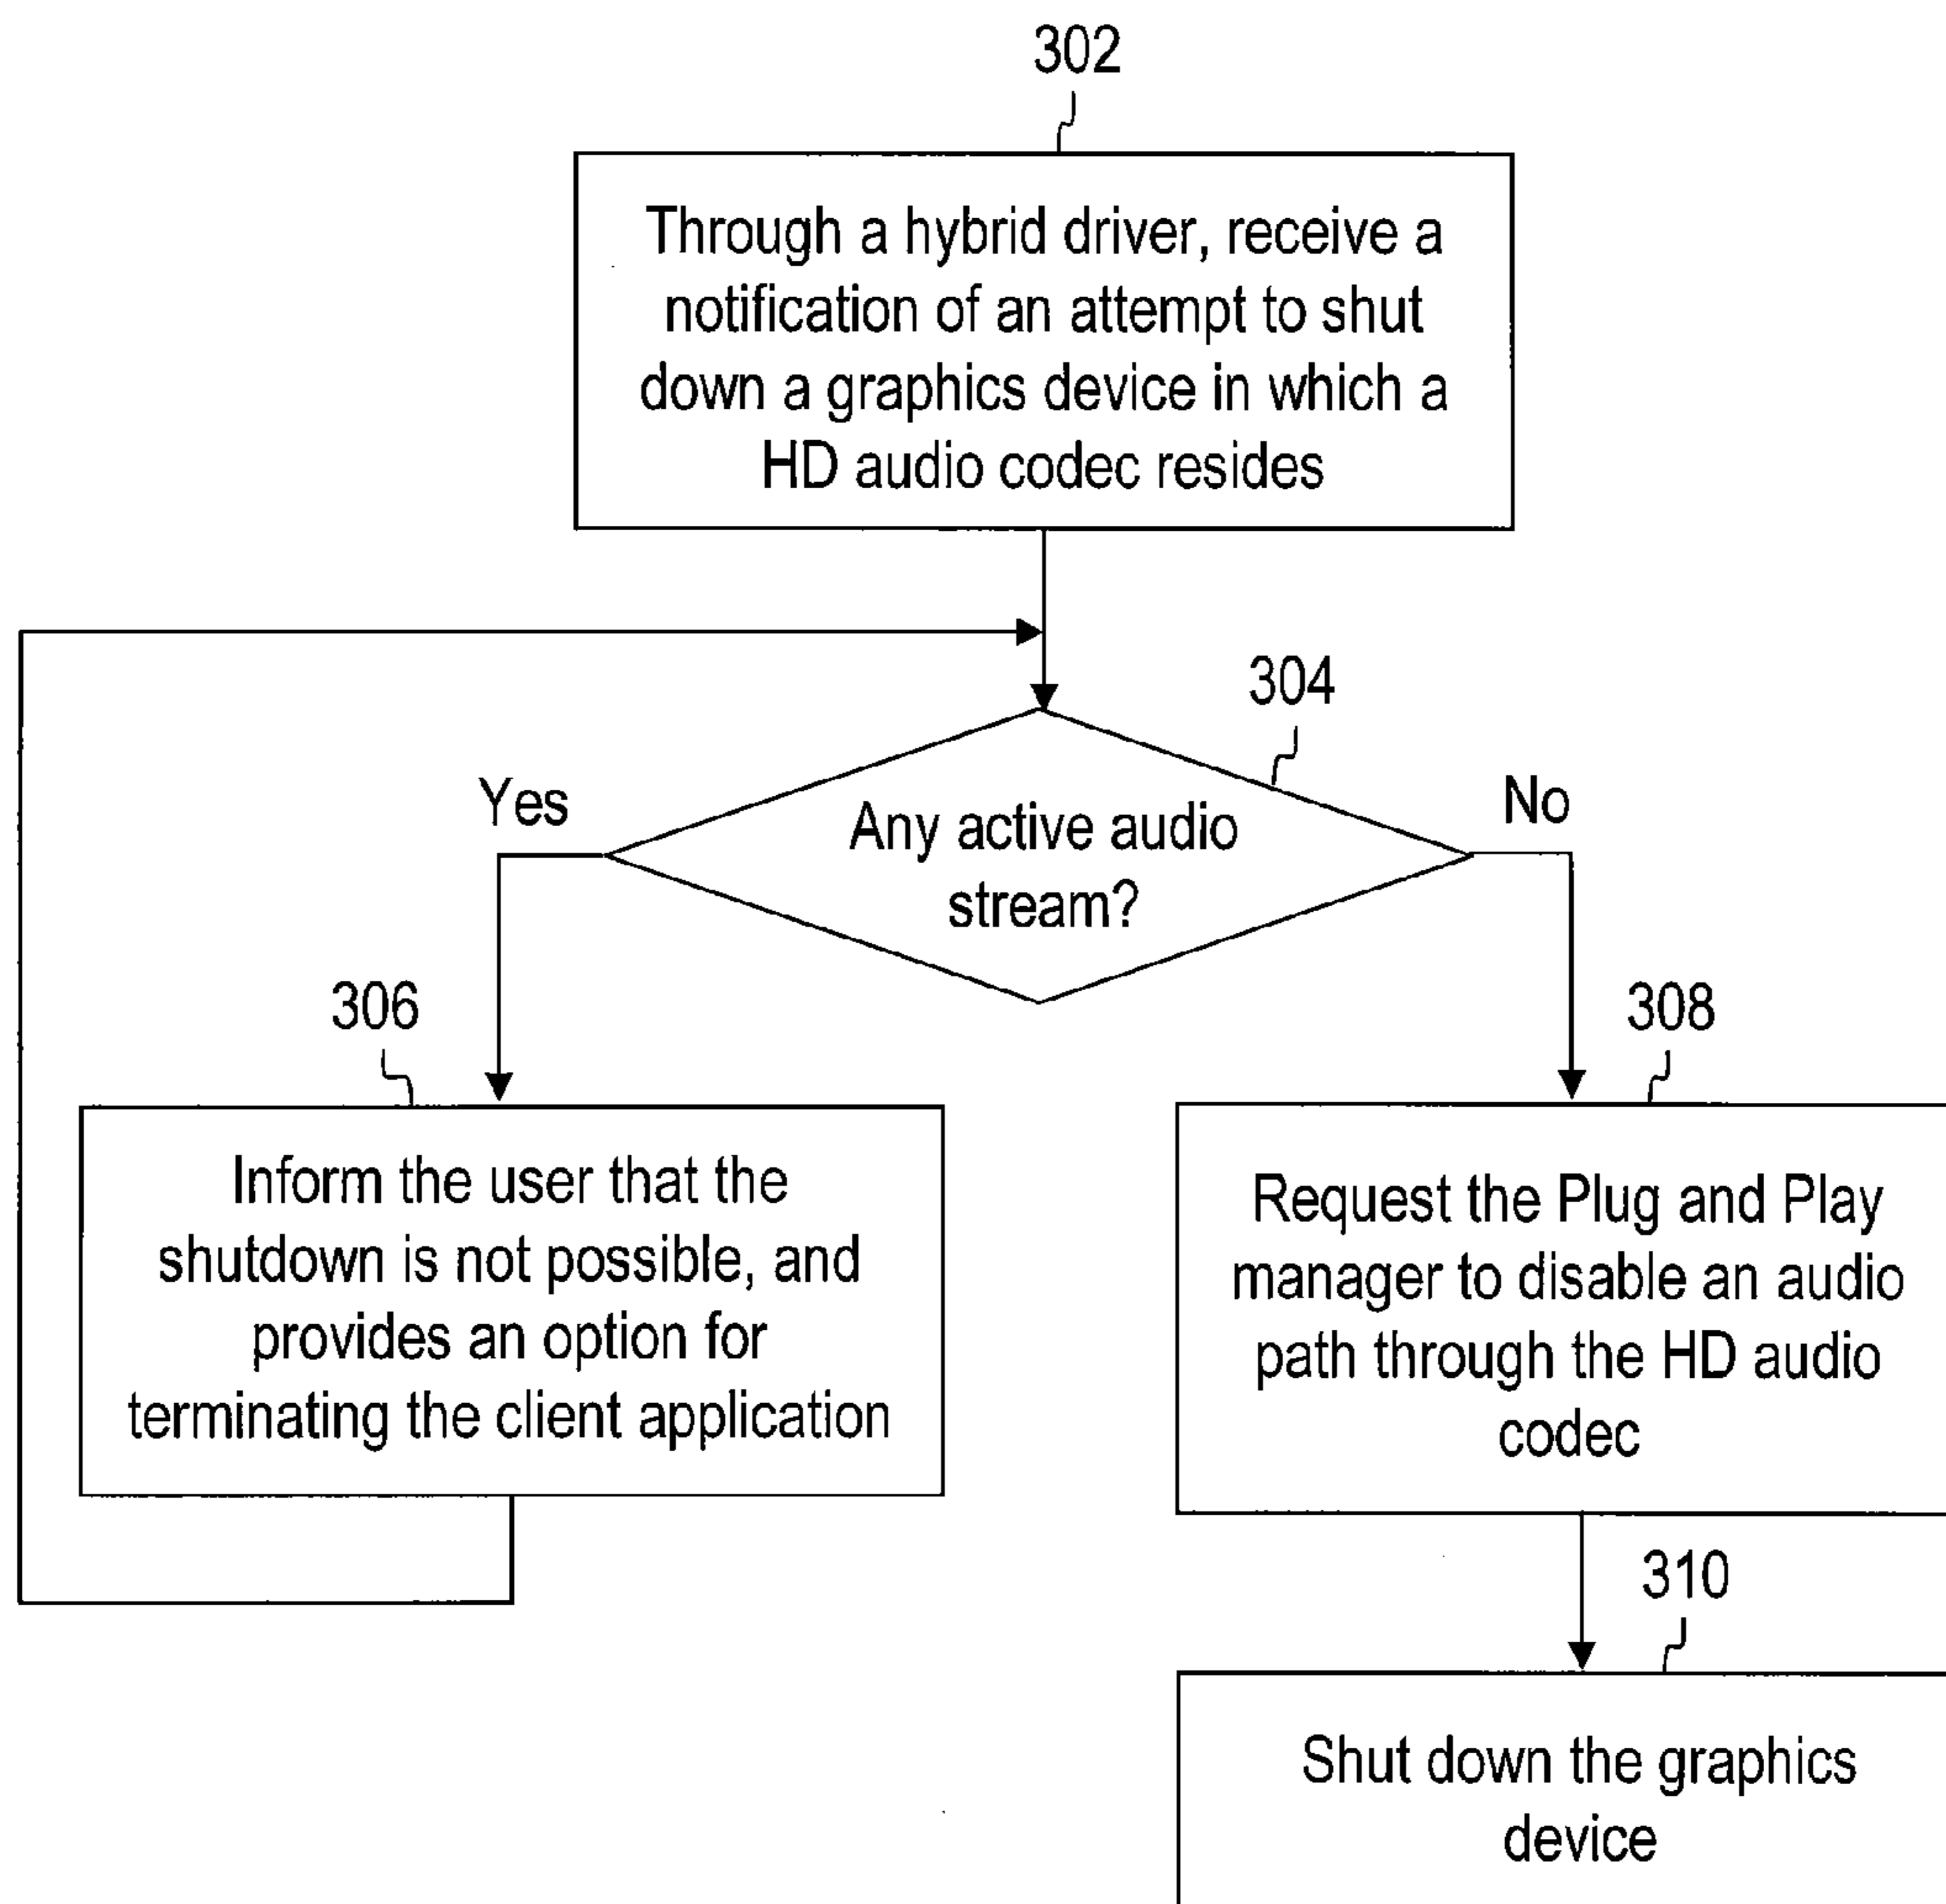 302
Through a hybrid driver, receive a
notification of an attempt to shut
down a graphics device in which a
HD audio codec resides
304
Yes
Any active audio
stream?
No
306
Inform the user that the
shutdown is not possible, and
provides an option for
terminating the client application
308
Request the Plug and Play
manager to disable an audio
path through the HD audio
codec
310
Shut down the graphics
device